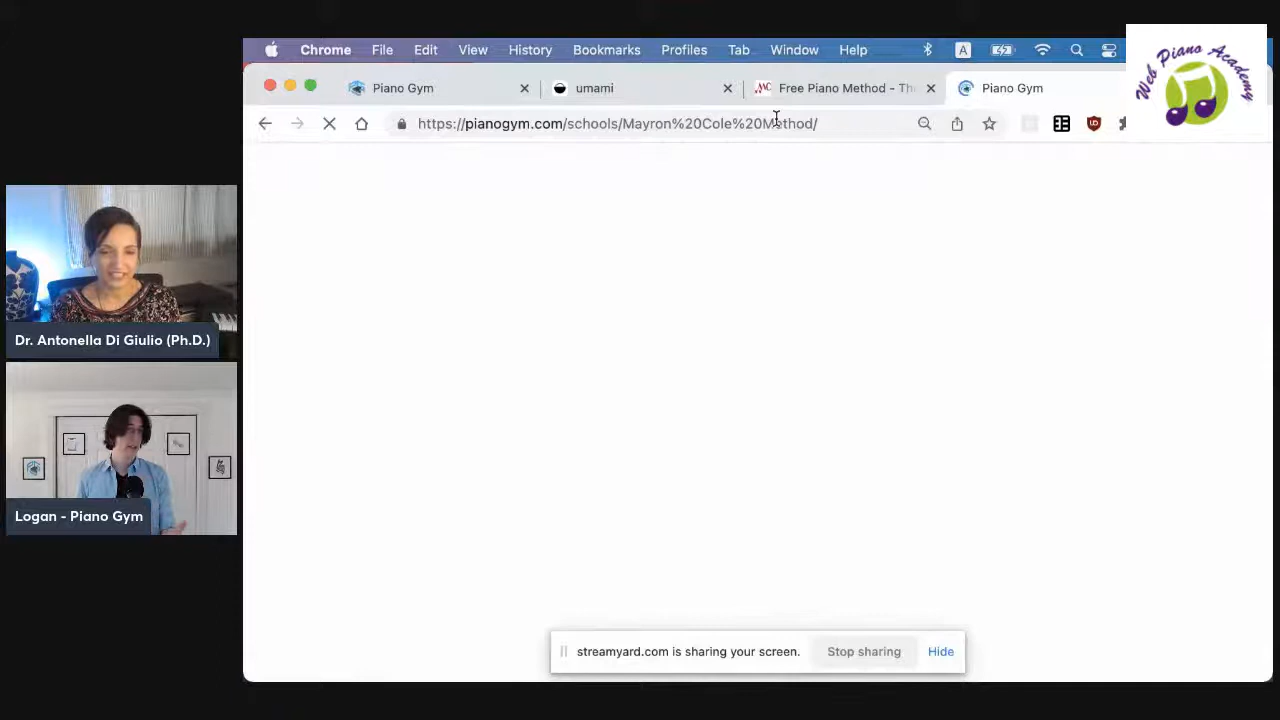 Chrome File Edit View History Bookmarks Profiles Tab Window Help A
Piano Gym umami Free Piano Method - Th Piano Gym
https://pianogym.com/schools/Mayron%20Cole%20Method/
Web Piano Academy
Dr. Antonella Di Giulio (Ph.D.)
Logan - Piano Gym
streamyard.com is sharing your screen. Stop sharing Hide